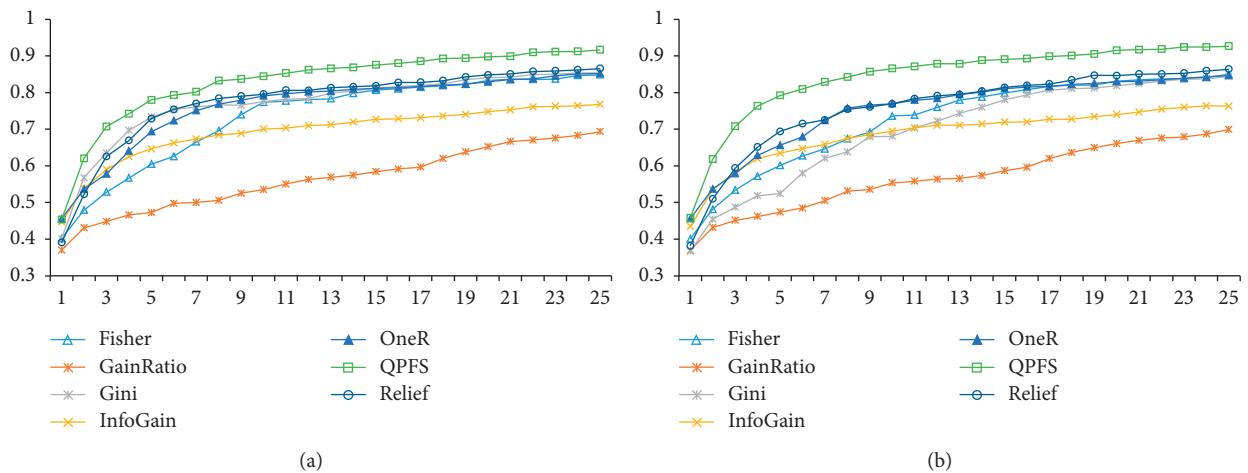 1
0.9
0.8
0.7
0.6
0.5
0.4
0.3
1 3 5 7 9 11 13 15 17 19 21 23 25
Fisher OneR
GainRatio QPFS
Gini Relief
InfoGain
(a)
1
0.9
0.8
0.7
0.6
0.5
0.4
0.3
1 3 5 7 9 11 13 15 17 19 21 23 25
Fisher OneR
GainRatio QPFS
Gini Relief
InfoGain
(b)